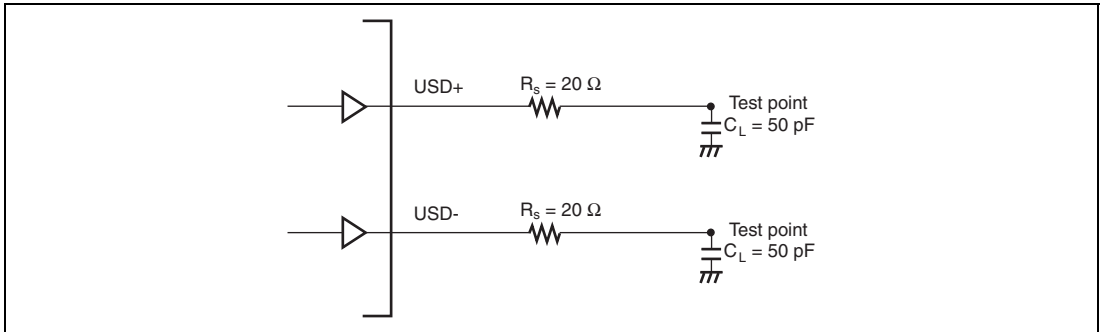 USD+
R_s = 20 Ω
Test point
C_L = 50 pF
USD-
R_s = 20 Ω
Test point
C_L = 50 pF